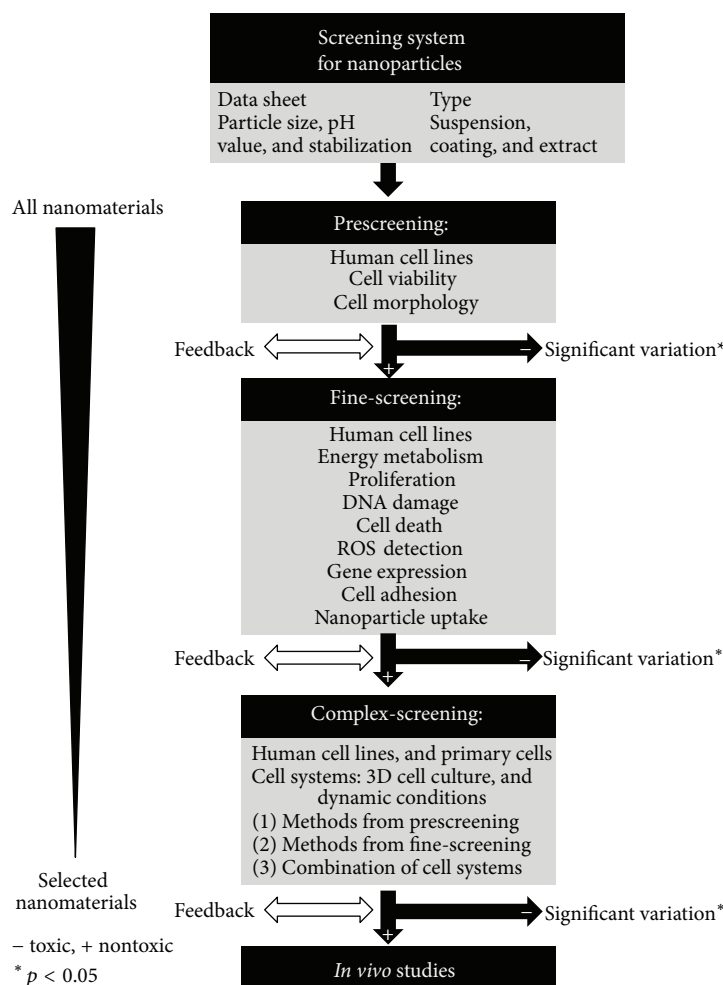 Screening system
for nanoparticles
Data sheet
Particle size, pH
value, and stabilization
Type
Suspension,
coating, and extract
All nanomaterials
Prescreening:
Human cell lines
Cell viability
Cell morphology
Feedback
− Significant variation*
+
Fine-screening:
Human cell lines
Energy metabolism
Proliferation
DNA damage
Cell death
ROS detection
Gene expression
Cell adhesion
Nanoparticle uptake
Feedback
− Significant variation*
+
Complex-screening:
Human cell lines, and primary cells
Cell systems: 3D cell culture, and
dynamic conditions
(1) Methods from prescreening
(2) Methods from fine-screening
(3) Combination of cell systems
Selected
nanomaterials
Feedback
− Significant variation*
+
− toxic, + nontoxic
* p < 0.05
In vivo studies